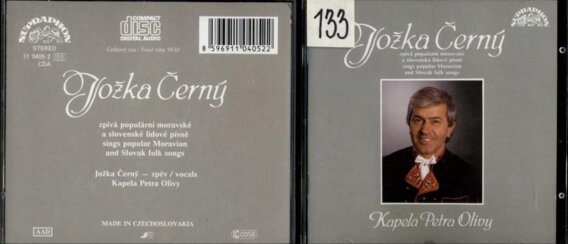 SUPRAPHON
STEREO
11 0405 2
CDA
COMPACT
disc
DIGITAL AUDIO
Celkový čas / Total time 39:52
8 596911 040522
Jožka Černý
zpívá populární moravské
a slovenské lidové písně
sings popular Moravian
and Slovak folk songs
Jožka Černý — zpěv / vocals
Kapela Petra Olivy
MADE IN CZECHOSLOVAKIA
AAD
0358
133
SUPRAPHON
Jožka Černý
zpívá populární moravské
a slovenské lidové písně
sings popular Moravian
and Slovak folk songs
Kapela Petra Olivy